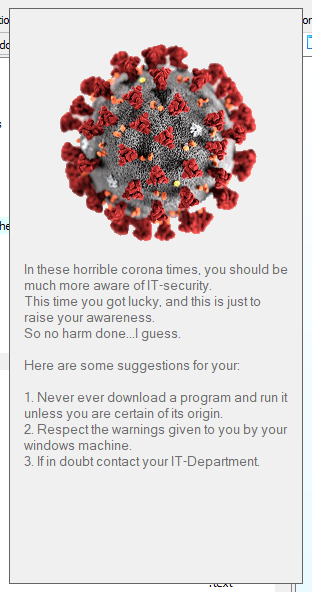 In these horrible corona times, you should be
much more aware of IT-security.
This time you got lucky, and this is just to
raise your awareness.
So no harm done...I guess.
Here are some suggestions for your:
1. Never ever download a program and run it
unless you are certain of its origin.
2. Respect the warnings given to you by your
windows machine.
3. If in doubt contact your IT-Department.